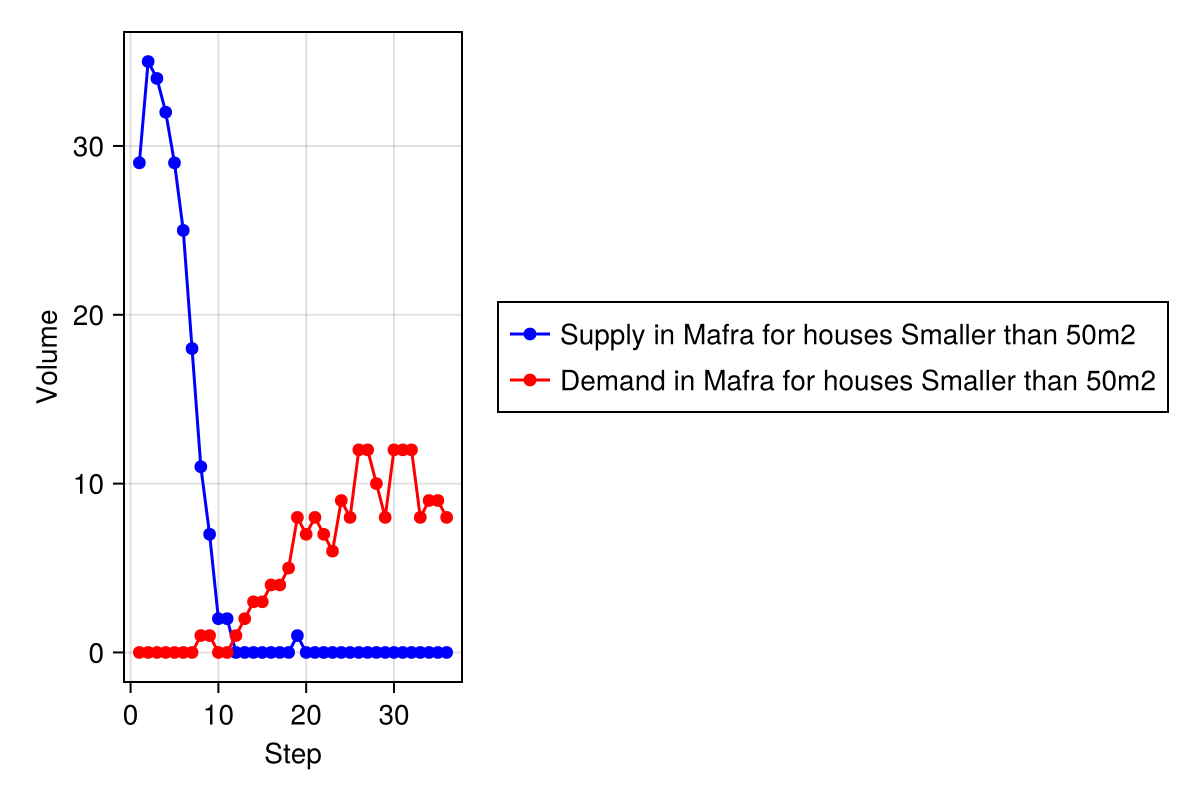 30
20
10
0
Volume
0 10 20 30
Step
Supply in Mafra for houses Smaller than 50m2
Demand in Mafra for houses Smaller than 50m2